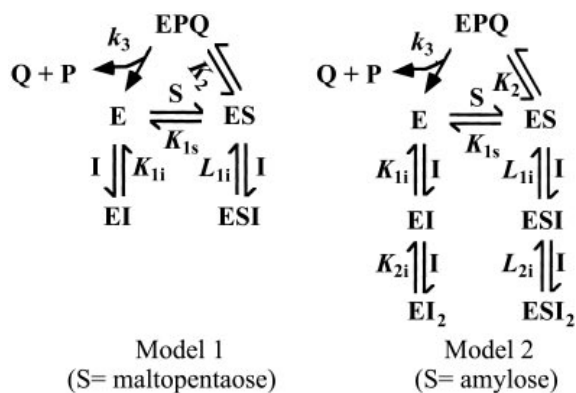 EPQ
k3
Q + P
K2
S
E
ES
K1s
I
K1i
L1i
I
EI
ESI
Model 1
(S= maltopentaose)
EPQ
k3
Q + P
K2
S
E
ES
K1s
K1i
I
L1i
I
EI
ESI
K2i
I
L2i
I
EI2
ESI2
Model 2
(S= amylose)